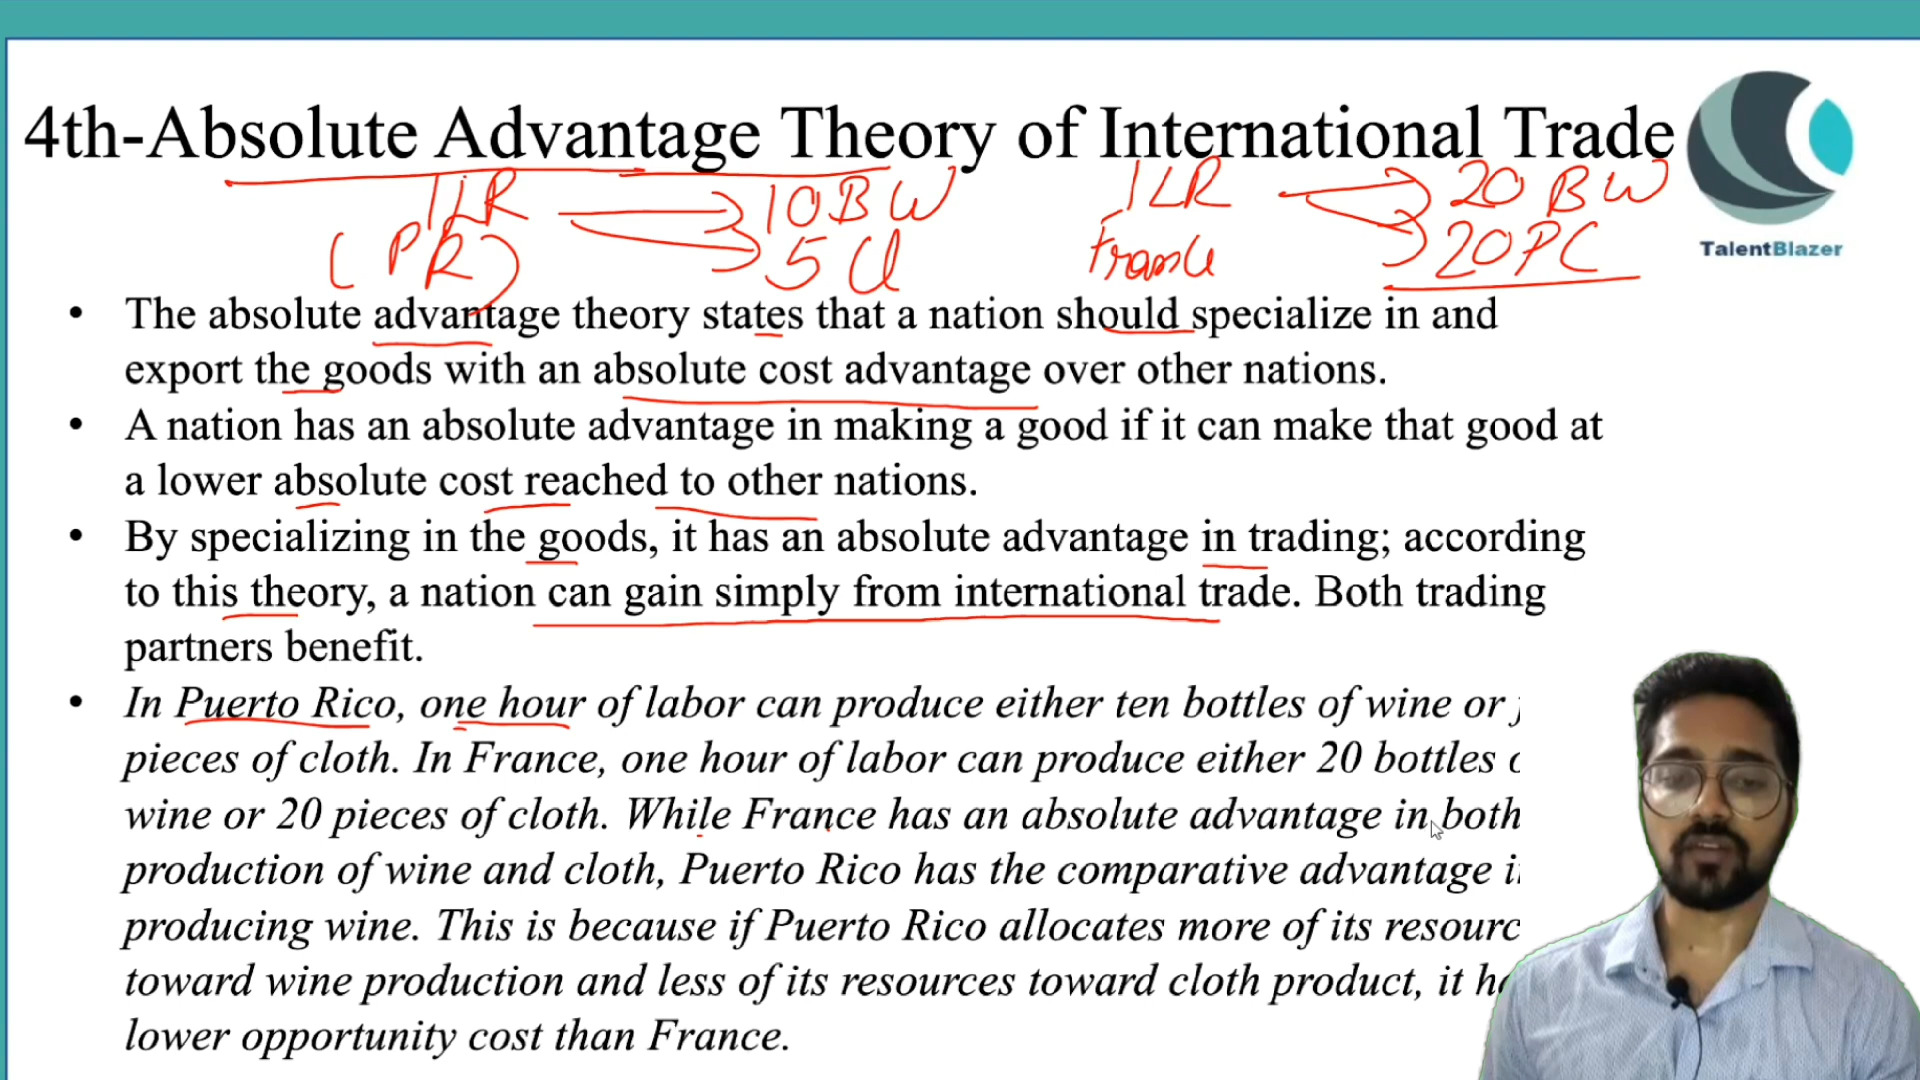 4th-Absolute Advantage Theory of International Trade
1LR 10BW 1LR 20BW
(PR) 5Cl France 20PC
TalentBlazer
• The absolute advantage theory states that a nation should specialize in and
export the goods with an absolute cost advantage over other nations.
• A nation has an absolute advantage in making a good if it can make that good at
a lower absolute cost reached to other nations.
• By specializing in the goods, it has an absolute advantage in trading; according
to this theory, a nation can gain simply from international trade. Both trading
partners benefit.
• In Puerto Rico, one hour of labor can produce either ten bottles of wine or
pieces of cloth. In France, one hour of labor can produce either 20 bottles
wine or 20 pieces of cloth. While France has an absolute advantage in both
production of wine and cloth, Puerto Rico has the comparative advantage
producing wine. This is because if Puerto Rico allocates more of its resourc
toward wine production and less of its resources toward cloth product, it
lower opportunity cost than France.